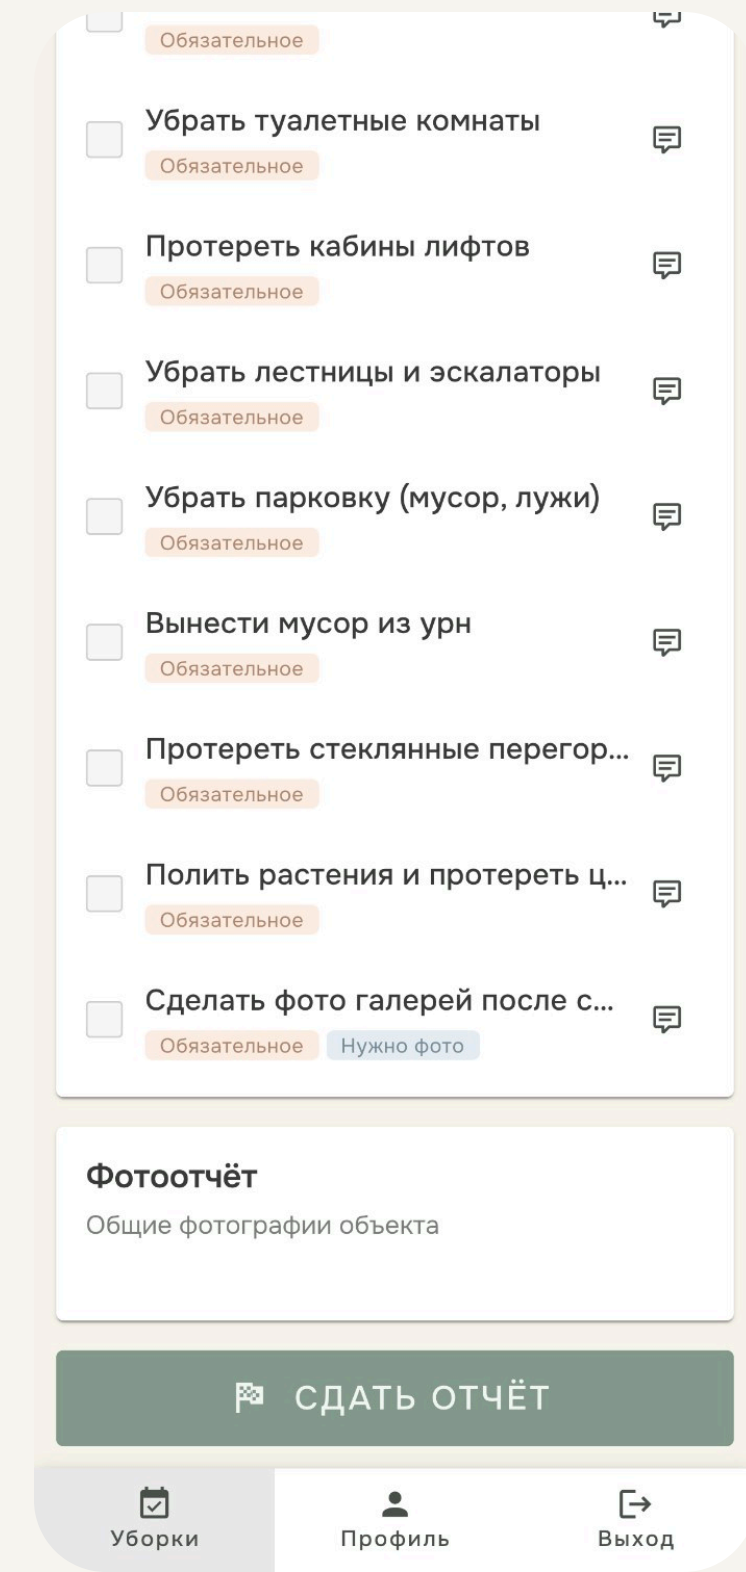 Обязательное
Убрать туалетные комнаты
Обязательное
Протереть кабины лифтов
Обязательное
Убрать лестницы и эскалаторы
Обязательное
Убрать парковку (мусор, лужи)
Обязательное
Вынести мусор из урн
Обязательное
Протереть стеклянные перегор...
Обязательное
Полить растения и протереть ц...
Обязательное
Сделать фото галерей после с...
Обязательное Нужно фото
Фотоотчёт
Общие фотографии объекта
СДАТЬ ОТЧЁТ
Уборки Профиль Выход